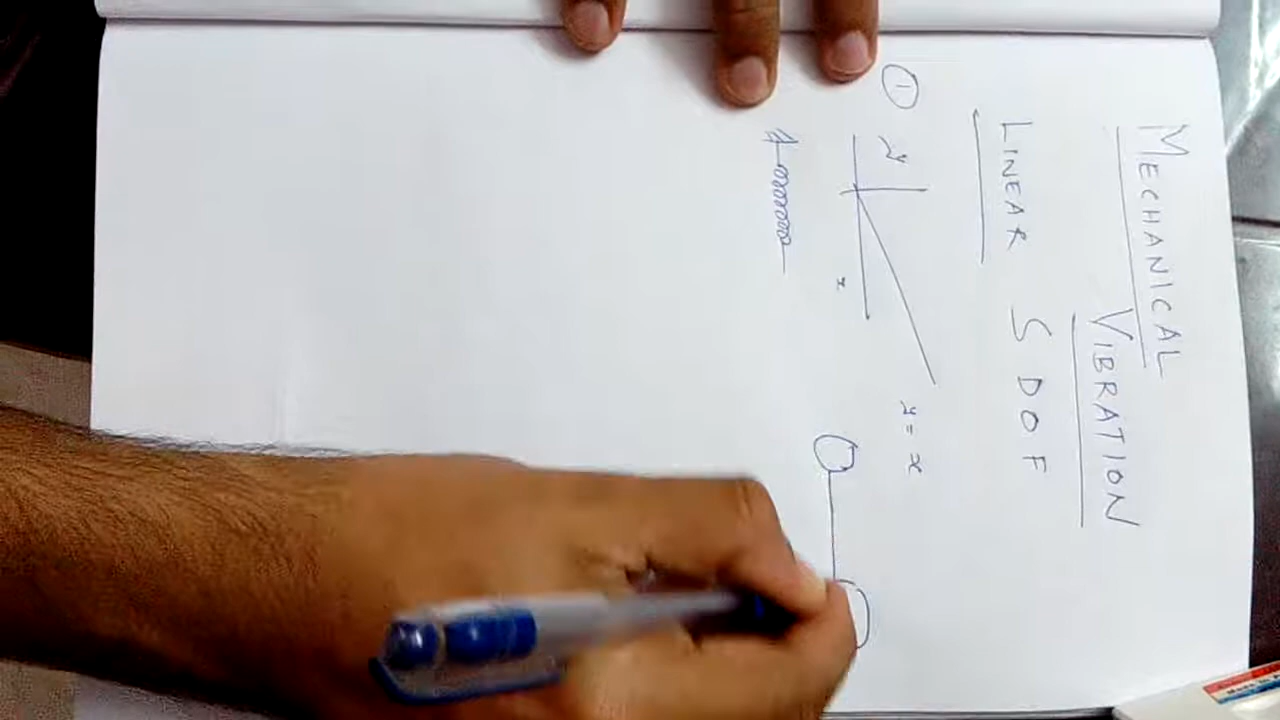 MECHANICAL
VIBRATION
LINEAR SDOF
1
y
y = x
x